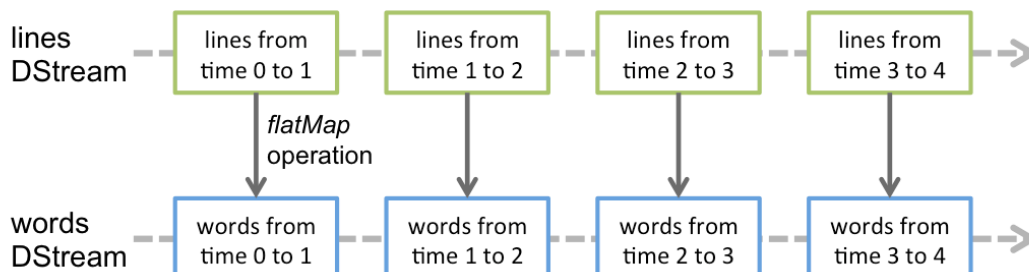 lines
DStream
lines from
time 0 to 1
lines from
time 1 to 2
lines from
time 2 to 3
lines from
time 3 to 4
flatMap
operation
words
DStream
words from
time 0 to 1
words from
time 1 to 2
words from
time 2 to 3
words from
time 3 to 4